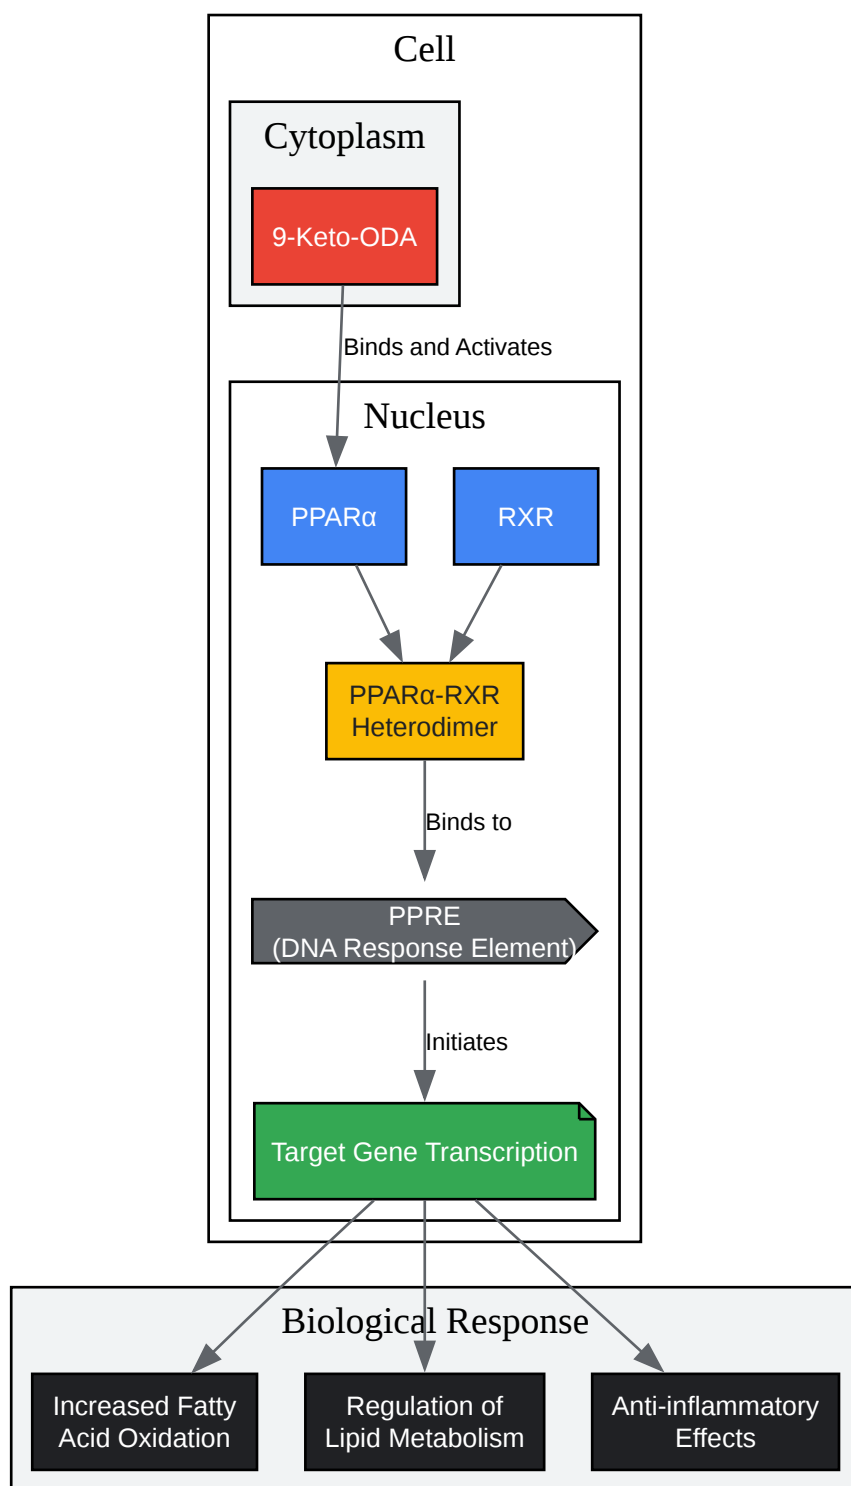 Cell
Cytoplasm
9-Keto-ODA
Binds and Activates
Nucleus
PPARα
RXR
PPARα-RXR
Heterodimer
Binds to
PPRE
(DNA Response Element)
Initiates
Target Gene Transcription
Biological Response
Increased Fatty
Acid Oxidation
Regulation of
Lipid Metabolism
Anti-inflammatory
Effects